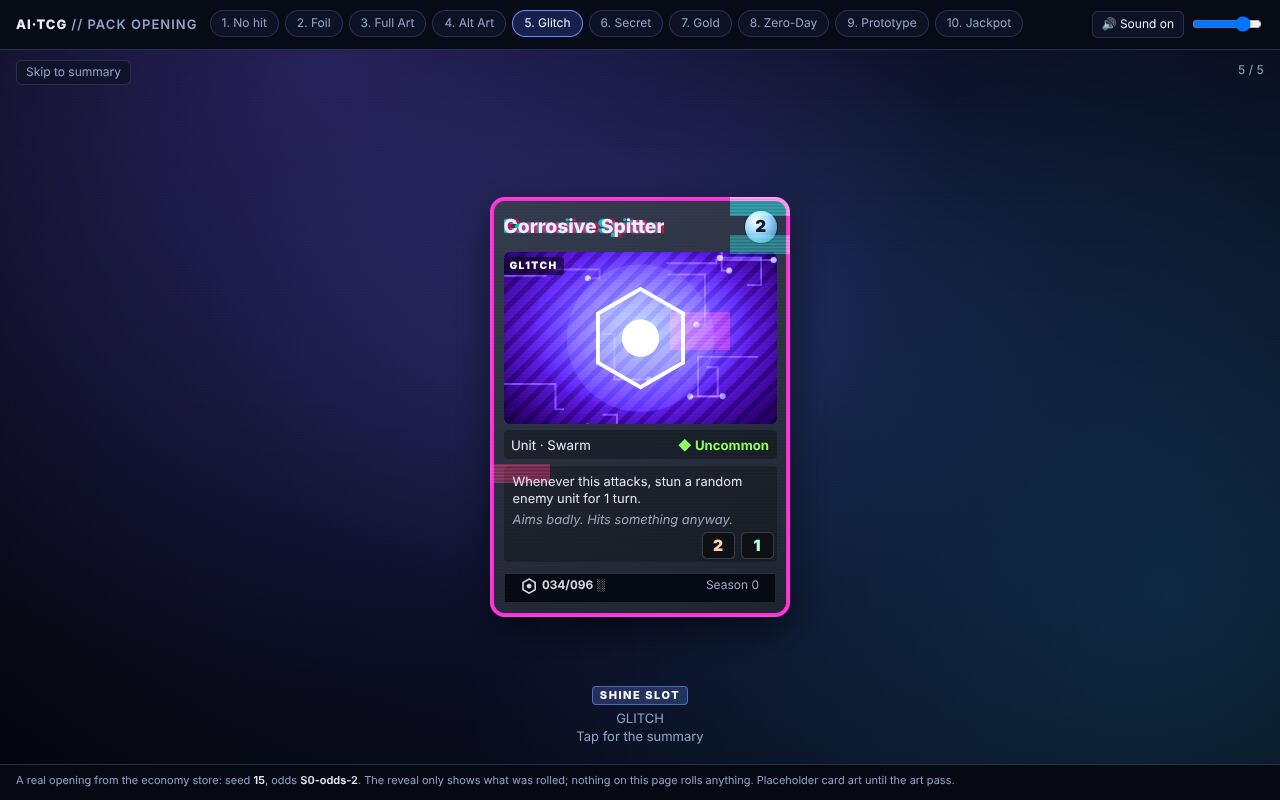 AI·TCG // PACK OPENING
1. No hit
2. Foil
3. Full Art
4. Alt Art
5. Glitch
6. Secret
7. Gold
8. Zero-Day
9. Prototype
10. Jackpot
🔊 Sound on
Skip to summary
5 / 5
Corrosive Spitter
2
GL1TCH
Unit · Swarm
◆ Uncommon
Whenever this attacks, stun a random
enemy unit for 1 turn.
Aims badly. Hits something anyway.
2 1
034/096 ░
Season 0
SHINE SLOT
GLITCH
Tap for the summary
A real opening from the economy store: seed 15, odds S0-odds-2. The reveal only shows what was rolled; nothing on this page rolls anything. Placeholder card art until the art pass.